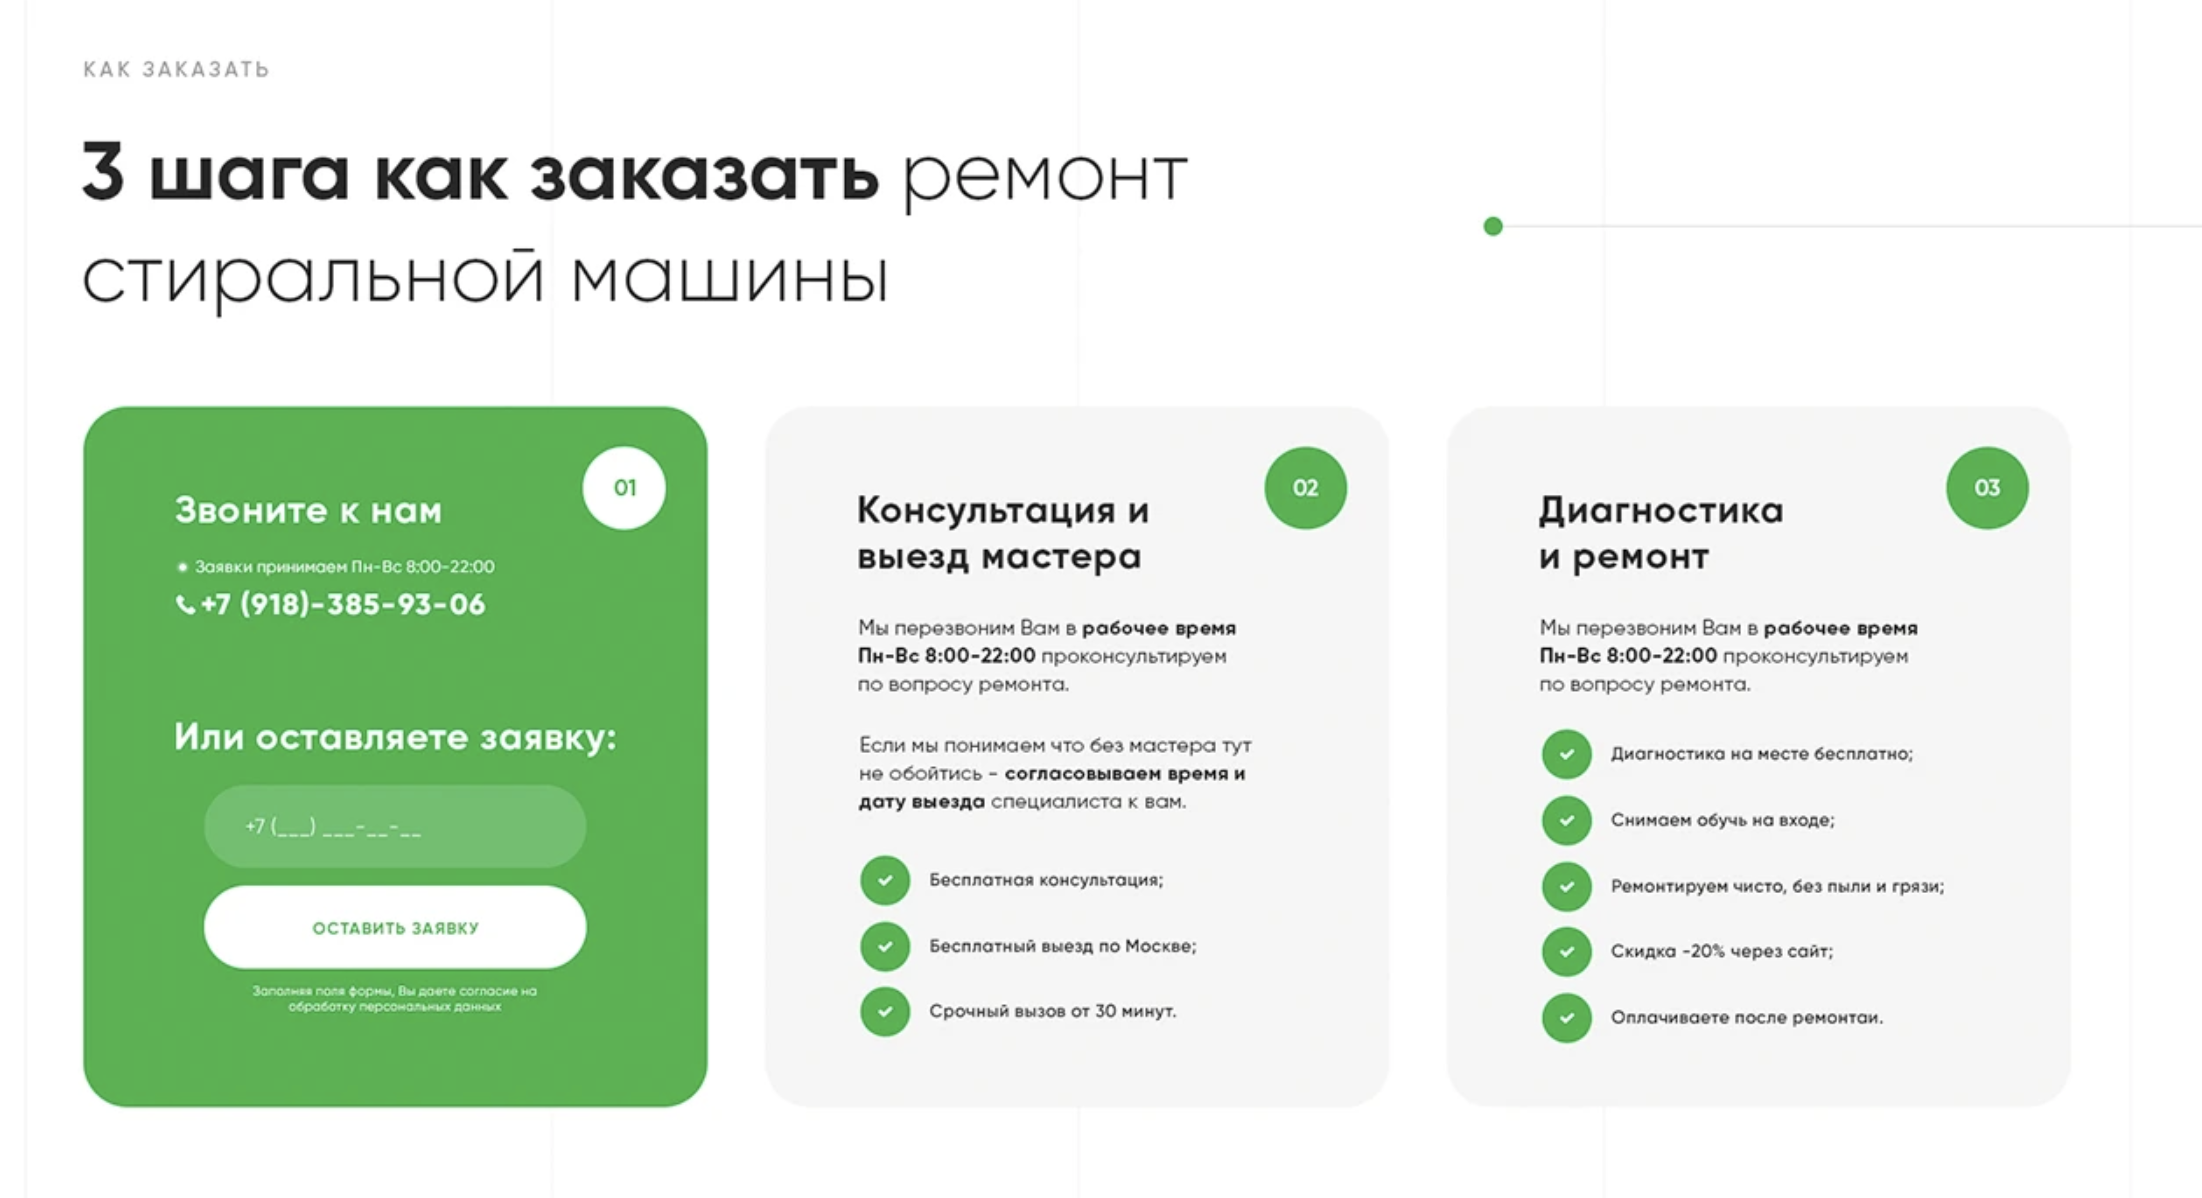 КАК ЗАКАЗАТЬ
3 шага как заказать ремонт
стиральной машины
01
Звоните к нам
Заявки принимаем Пн-Вс 8:00-22:00
+7 (918)-385-93-06
Или оставляете заявку:
+7 (___) ___-__-__
ОСТАВИТЬ ЗАЯВКУ
Заполняя поля формы, Вы даете согласие на
обработку персональных данных
02
Консультация и
выезд мастера
Мы перезвоним Вам в рабочее время
Пн-Вс 8:00-22:00 проконсультируем
по вопросу ремонта.
Если мы понимаем что без мастера тут
не обойтись - согласовываем время и
дату выезда специалиста к вам.
Бесплатная консультация;
Бесплатный выезд по Москве;
Срочный вызов от 30 минут.
03
Диагностика
и ремонт
Мы перезвоним Вам в рабочее время
Пн-Вс 8:00-22:00 проконсультируем
по вопросу ремонта.
Диагностика на месте бесплатно;
Снимаем обучь на входе;
Ремонтируем чисто, без пыли и грязи;
Скидка -20% через сайт;
Оплачиваете после ремонтаи.